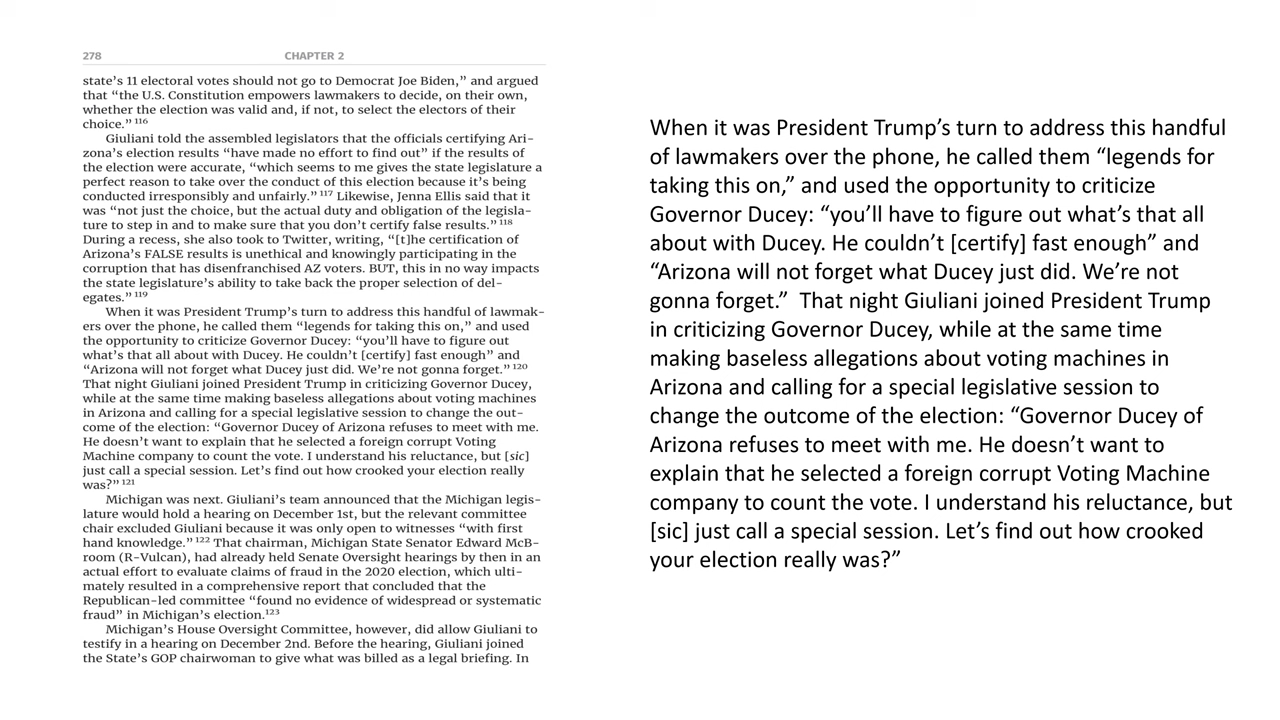 278 CHAPTER 2
state's 11 electoral votes should not go to Democrat Joe Biden,” and argued
that “the U.S. Constitution empowers lawmakers to decide, on their own,
whether the election was valid and, if not, to select the electors of their
choice.” 116
Giuliani told the assembled legislators that the officials certifying Ari-
zona's election results “have made no effort to find out” if the results of
the election were accurate, “which seems to me gives the state legislature a
perfect reason to take over the conduct of this election because it's being
conducted irresponsibly and unfairly.” 117 Likewise, Jenna Ellis said that it
was “not just the choice, but the actual duty and obligation of the legisla-
ture to step in and to make sure that you don't certify false results.” 118
During a recess, she also took to Twitter, writing, “[t]he certification of
Arizona's FALSE results is unethical and knowingly participating in the
corruption that has disenfranchised AZ voters. BUT, this in no way impacts
the state legislature's ability to take back the proper selection of del-
egates.” 119
When it was President Trump's turn to address this handful of lawmak-
ers over the phone, he called them “legends for taking this on,” and used
the opportunity to criticize Governor Ducey: “you'll have to figure out
what's that all about with Ducey. He couldn't [certify] fast enough” and
“Arizona will not forget what Ducey just did. We're not gonna forget.” 120
That night Giuliani joined President Trump in criticizing Governor Ducey,
while at the same time making baseless allegations about voting machines
in Arizona and calling for a special legislative session to change the out-
come of the election: “Governor Ducey of Arizona refuses to meet with me.
He doesn't want to explain that he selected a foreign corrupt Voting
Machine company to count the vote. I understand his reluctance, but [sic]
just call a special session. Let's find out how crooked your election really
was?” 121
Michigan was next. Giuliani's team announced that the Michigan legis-
lature would hold a hearing on December 1st, but the relevant committee
chair excluded Giuliani because it was only open to witnesses “with first
hand knowledge.” 122 That chairman, Michigan State Senator Edward McB-
room (R-Vulcan), had already held Senate Oversight hearings by then in an
actual effort to evaluate claims of fraud in the 2020 election, which ulti-
mately resulted in a comprehensive report that concluded that the
Republican-led committee “found no evidence of widespread or systematic
fraud” in Michigan's election.123
Michigan's House Oversight Committee, however, did allow Giuliani to
testify in a hearing on December 2nd. Before the hearing, Giuliani joined
the State's GOP chairwoman to give what was billed as a legal briefing. In
When it was President Trump's turn to address this handful
of lawmakers over the phone, he called them “legends for
taking this on,” and used the opportunity to criticize
Governor Ducey: “you'll have to figure out what's that all
about with Ducey. He couldn't [certify] fast enough” and
“Arizona will not forget what Ducey just did. We're not
gonna forget.”  That night Giuliani joined President Trump
in criticizing Governor Ducey, while at the same time
making baseless allegations about voting machines in
Arizona and calling for a special legislative session to
change the outcome of the election: “Governor Ducey of
Arizona refuses to meet with me. He doesn't want to
explain that he selected a foreign corrupt Voting Machine
company to count the vote. I understand his reluctance, but
[sic] just call a special session. Let's find out how crooked
your election really was?”